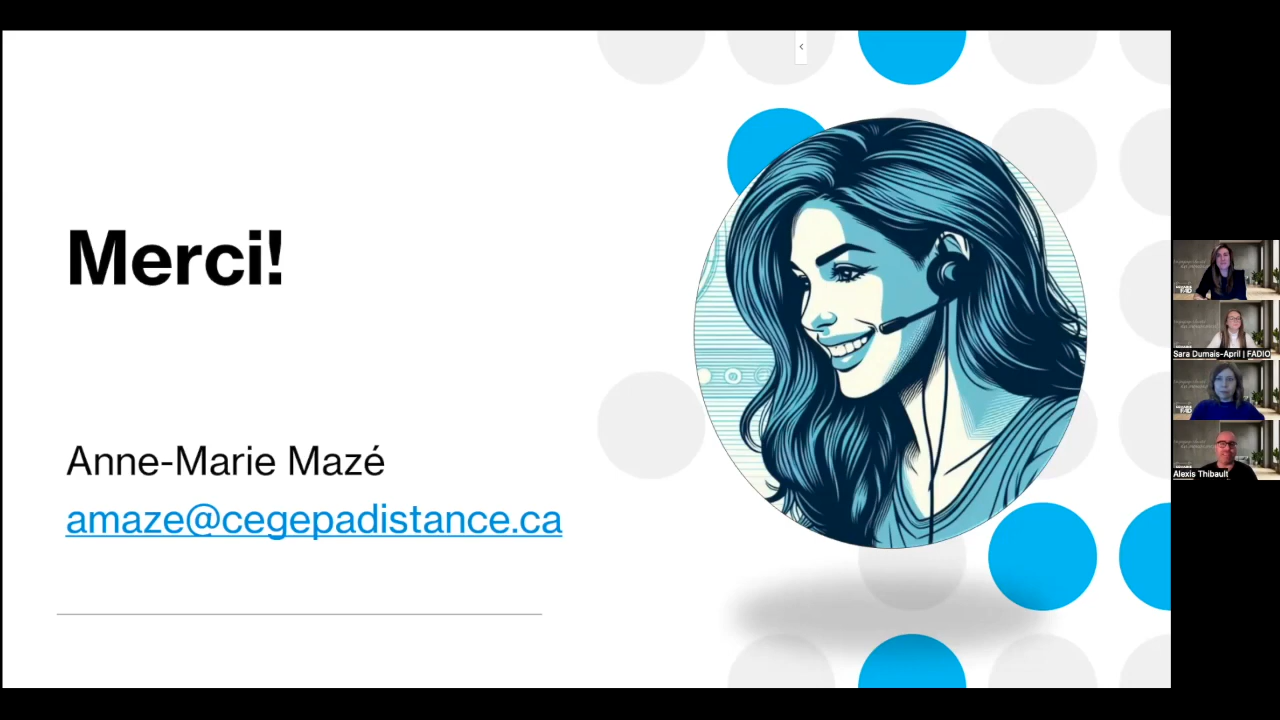 Merci!
Anne-Marie Mazé
amaze@cegepadistance.ca
Sara Dumais-April | FADIO
Alexis Thibault